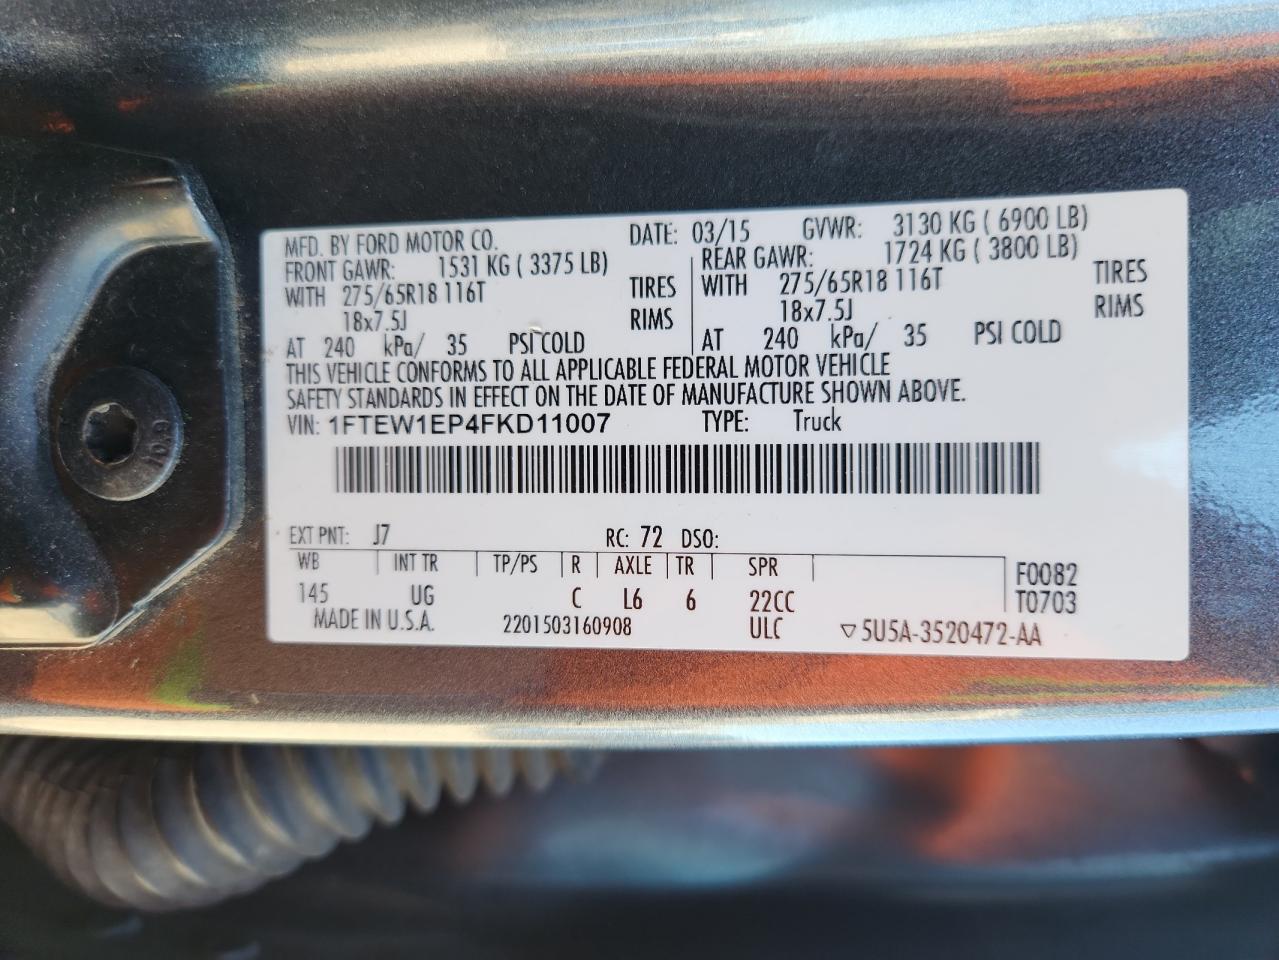 MFD. BY FORD MOTOR CO. DATE: 03/15 GVWR: 3130 KG ( 6900 LB)
FRONT GAWR: 1531 KG ( 3375 LB) REAR GAWR: 1724 KG ( 3800 LB)
WITH 275/65R18 116T TIRES WITH 275/65R18 116T TIRES
18x7.5J RIMS 18x7.5J RIMS
AT 240 kPa/ 35 PSI COLD AT 240 kPa/ 35 PSI COLD
THIS VEHICLE CONFORMS TO ALL APPLICABLE FEDERAL MOTOR VEHICLE
SAFETY STANDARDS IN EFFECT ON THE DATE OF MANUFACTURE SHOWN ABOVE.
VIN: 1FTEW1EP4FKD11007 TYPE: Truck
EXT PNT: J7 RC: 72 DSO:
WB INT TR TP/PS R AXLE TR SPR F0082
145 UG C L6 6 22CC T0703
MADE IN U.S.A. 2201503160908 ULC ▽5U5A-3520472-AA
10.9